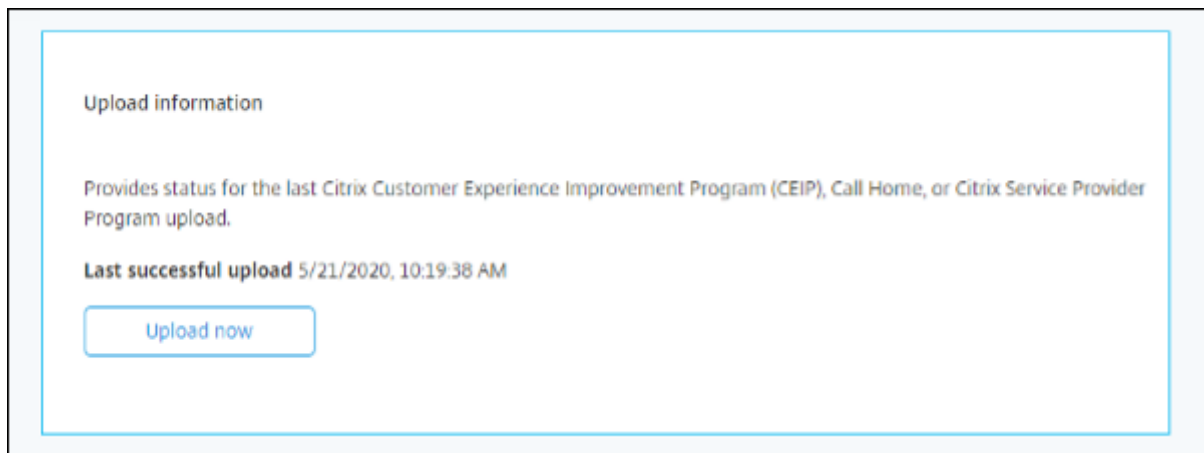 Upload information
Provides status for the last Citrix Customer Experience Improvement Program (CEIP), Call Home, or Citrix Service Provider
Program upload.
Last successful upload 5/21/2020, 10:19:38 AM
Upload now